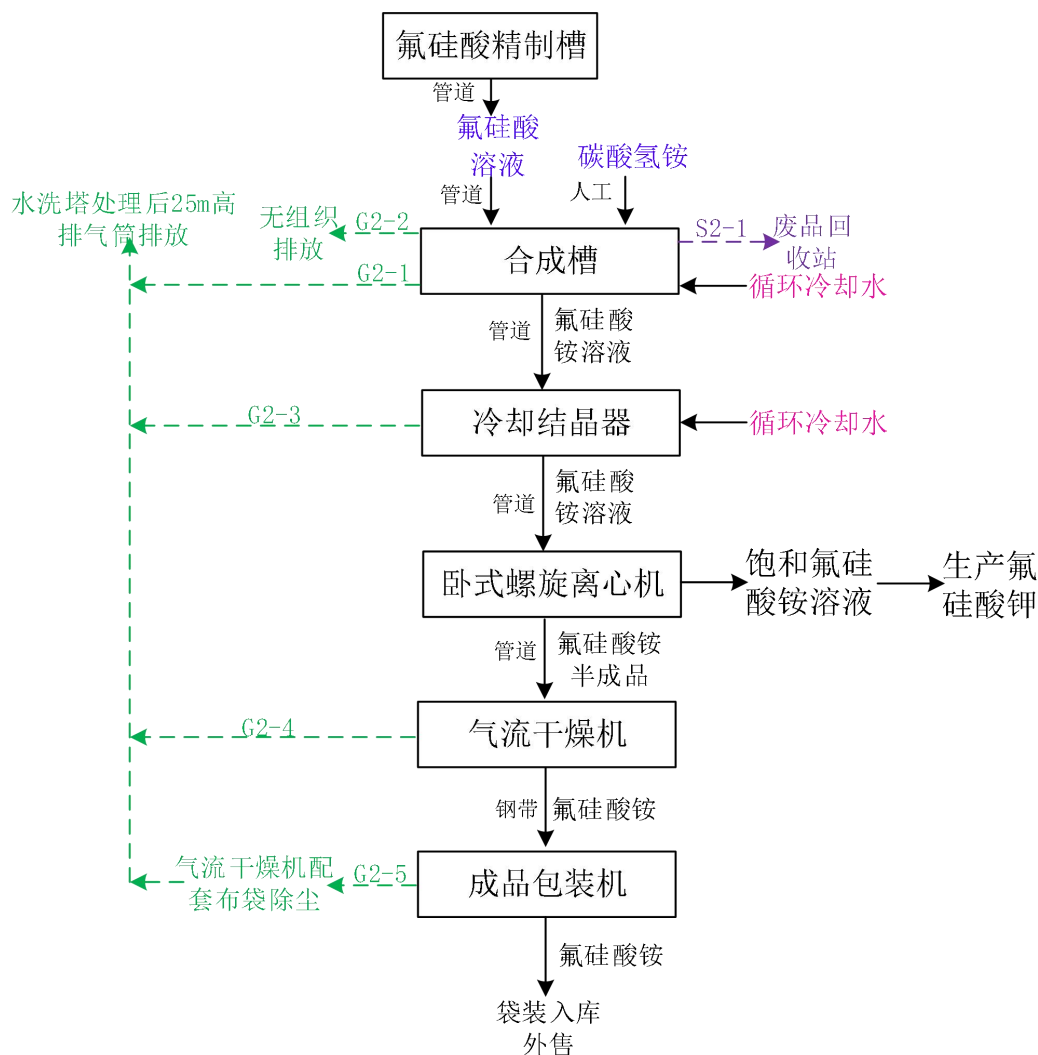 氟硅酸精制槽
管道
氟硅酸
溶液
碳酸氢铵
管道
人工
水洗塔处理后25m高
排气筒排放
无组织
排放
G2-2
合成槽
S2-1
废品回
收站
G2-1
循环冷却水
管道
氟硅酸
铵溶液
G2-3
冷却结晶器
循环冷却水
管道
氟硅酸
铵溶液
卧式螺旋离心机
饱和氟硅
酸铵溶液
生产氟
硅酸钾
管道
氟硅酸铵
半成品
G2-4
气流干燥机
钢带
氟硅酸铵
气流干燥机配
套布袋除尘
G2-5
成品包装机
氟硅酸铵
袋装入库
外售